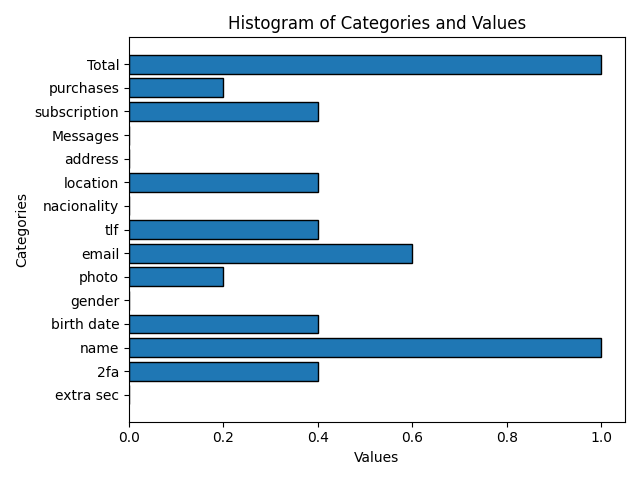 Histogram of Categories and Values
Total
purchases
subscription
Messages
address
location
nacionality
tlf
email
photo
gender
birth date
name
2fa
extra sec
Categories
0.0 0.2 0.4 0.6 0.8 1.0
Values